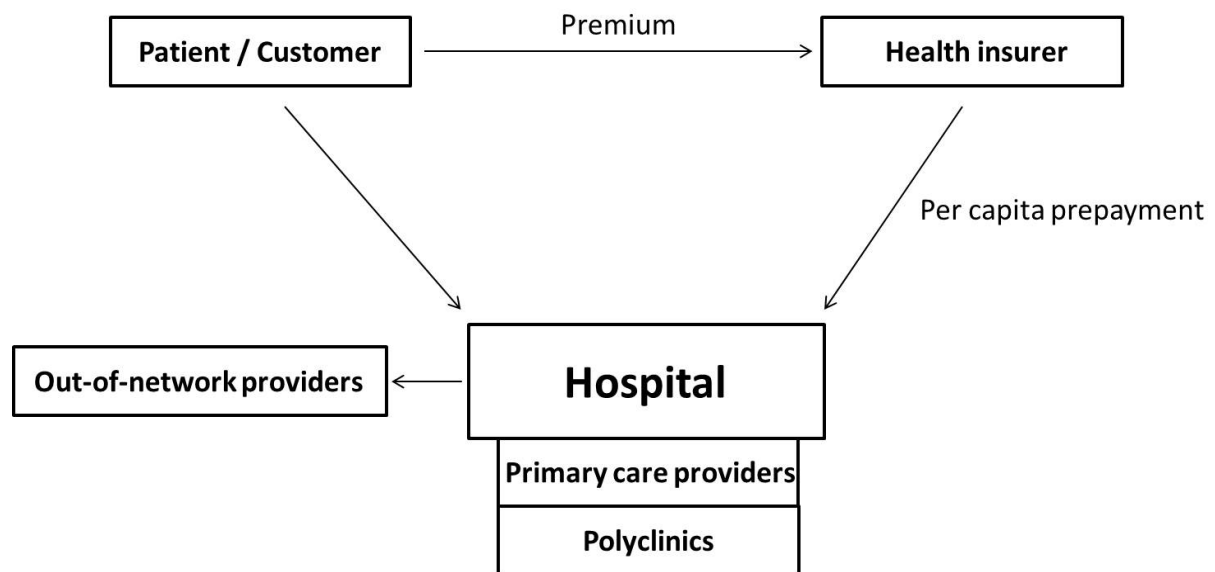 Premium
Patient / Customer
Health insurer
Per capita prepayment
Out-of-network providers
Hospital
Primary care providers
Polyclinics